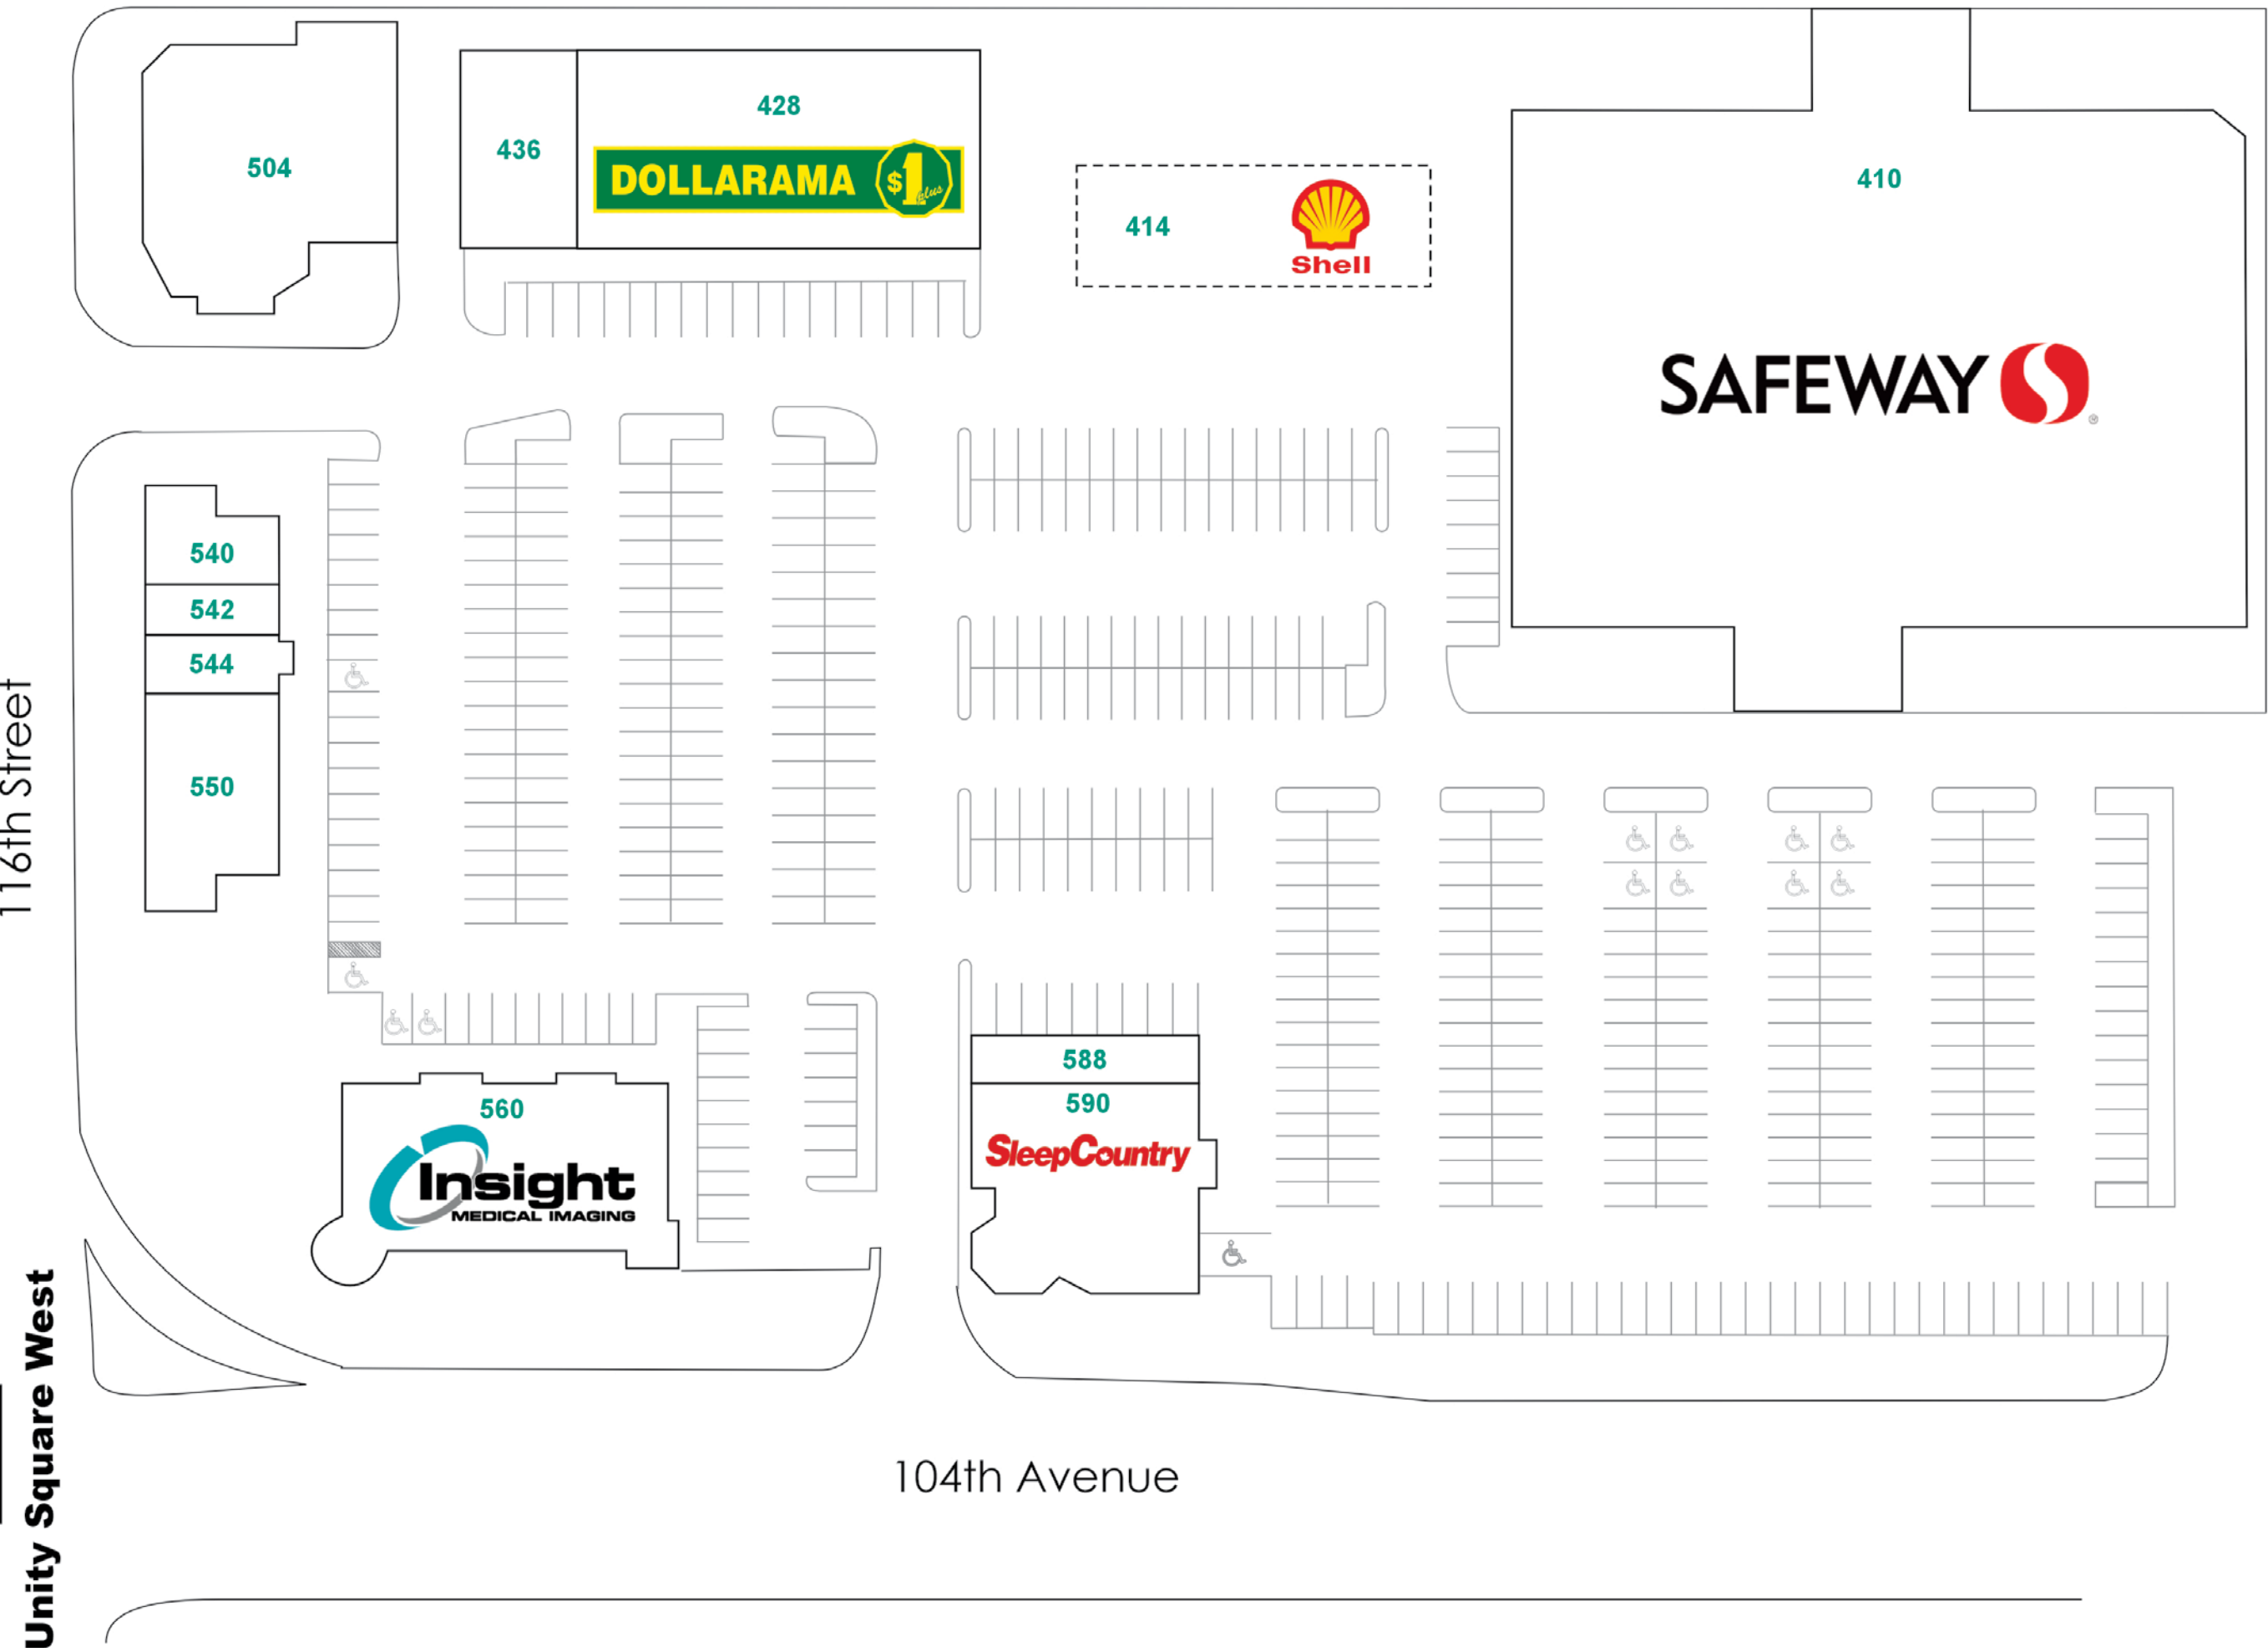 504
436
428
DOLLARAMA $1 plus
414
Shell
410
SAFEWAY ®
540
542
544
550
116th Street
560
Insight
MEDICAL IMAGING
588
590
SleepCountry
Unity Square West
104th Avenue